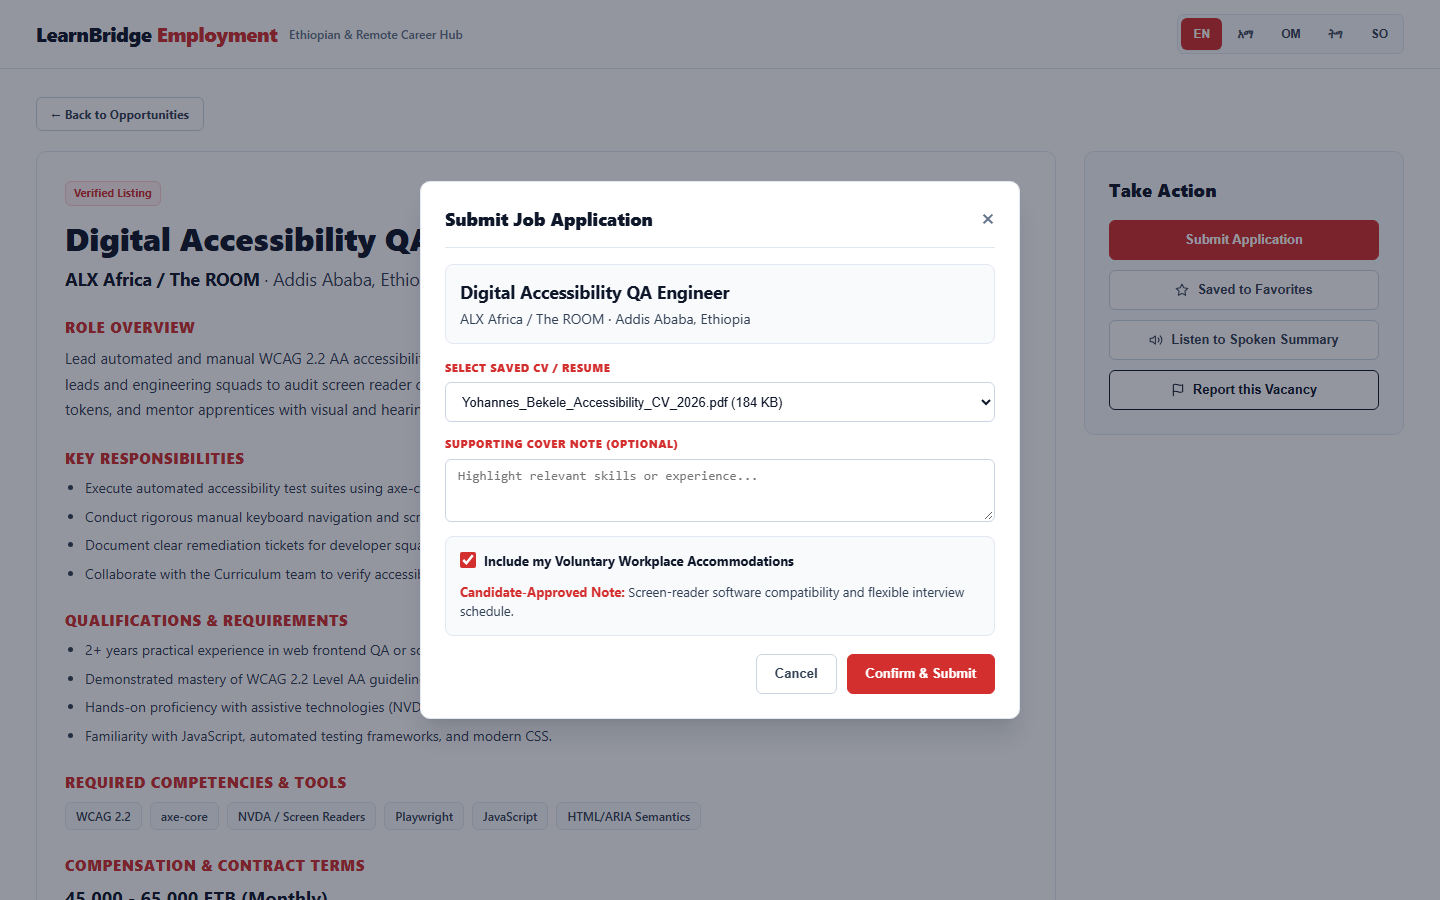 LearnBridge Employment Ethiopian & Remote Career Hub
EN አማ OM ትግ SO
← Back to Opportunities
Verified Listing
Digital Accessibility QA
ALX Africa / The ROOM · Addis Ababa, Ethio
ROLE OVERVIEW
Lead automated and manual WCAG 2.2 AA
leads and engineering squads to audit screen reader
tokens, and mentor apprentices with visual and
KEY RESPONSIBILITIES
Execute automated accessibility test suites using
Conduct rigorous manual keyboard navigation and
Document clear remediation tickets for developer
Collaborate with the Curriculum team to verify
QUALIFICATIONS & REQUIREMENTS
2+ years practical experience in web frontend QA or
Demonstrated mastery of WCAG 2.2 Level AA
Hands-on proficiency with assistive technologies
Familiarity with JavaScript, automated testing frameworks, and modern CSS.
REQUIRED COMPETENCIES & TOOLS
WCAG 2.2 axe-core NVDA / Screen Readers Playwright JavaScript HTML/ARIA Semantics
COMPENSATION & CONTRACT TERMS
45,000 - 65,000 ETB (Monthly)
Submit Job Application ×
Digital Accessibility QA Engineer
ALX Africa / The ROOM · Addis Ababa, Ethiopia
SELECT SAVED CV / RESUME
Yohannes_Bekele_Accessibility_CV_2026.pdf (184 KB)
SUPPORTING COVER NOTE (OPTIONAL)
Highlight relevant skills or experience...
Include my Voluntary Workplace Accommodations
Candidate-Approved Note: Screen-reader software compatibility and flexible interview
schedule.
Cancel Confirm & Submit
Take Action
Submit Application
Saved to Favorites
Listen to Spoken Summary
Report this Vacancy